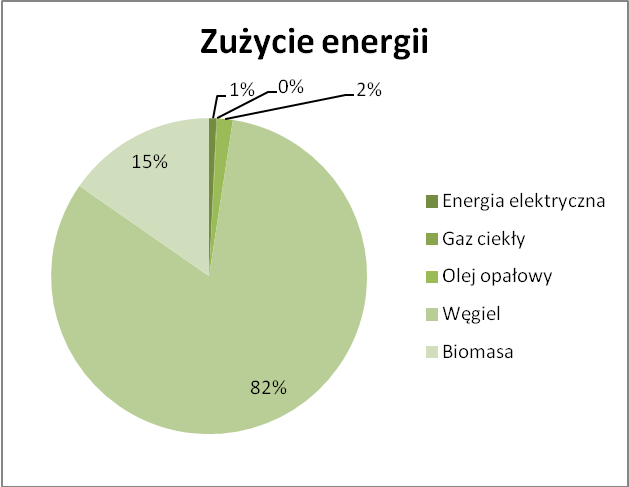 Zużycie energii
1%
0%
2%
15%
82%
Energia elektryczna
Gaz ciekły
Olej opałowy
Węgiel
Biomasa